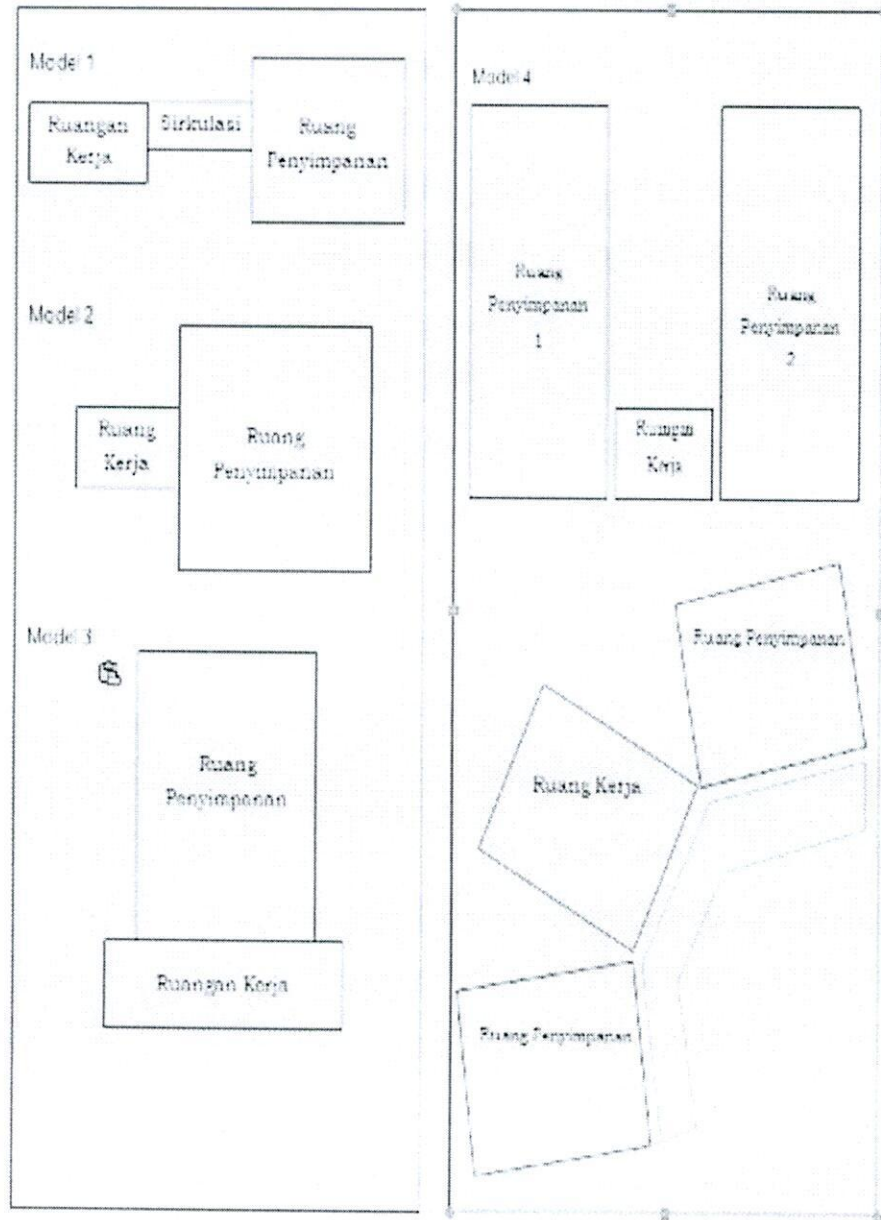 Model 1
Ruangan
Kerja
Sirkulasi
Ruang
Penyimpanan
Model 2
Ruang
Kerja
Ruang
Penyimpanan
Model 3
Ruang
Penyimpanan
Ruangan Kerja
Model 4
Ruang
Penyimpanan
1
Ruang
Penyimpanan
2
Ruangan
Kerja
Ruang Penyimpanan
Ruang Kerja
Ruang Penyimpanan